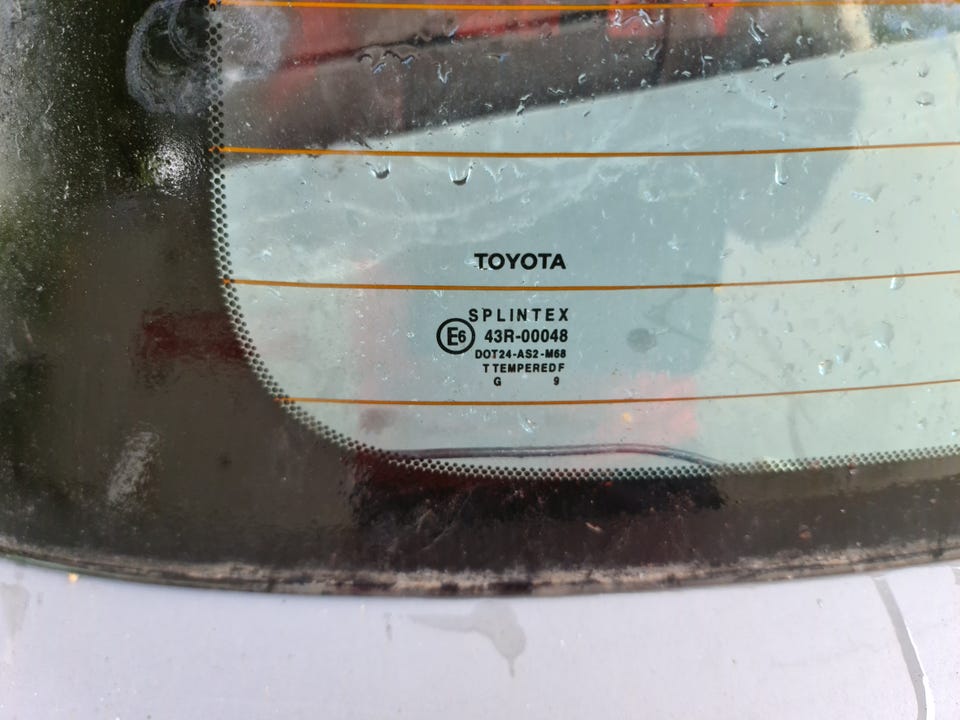 TOYOTA
SPLINTEX
E6 43R-00048
DOT24-AS2-M68
T TEMPERED F
G 9